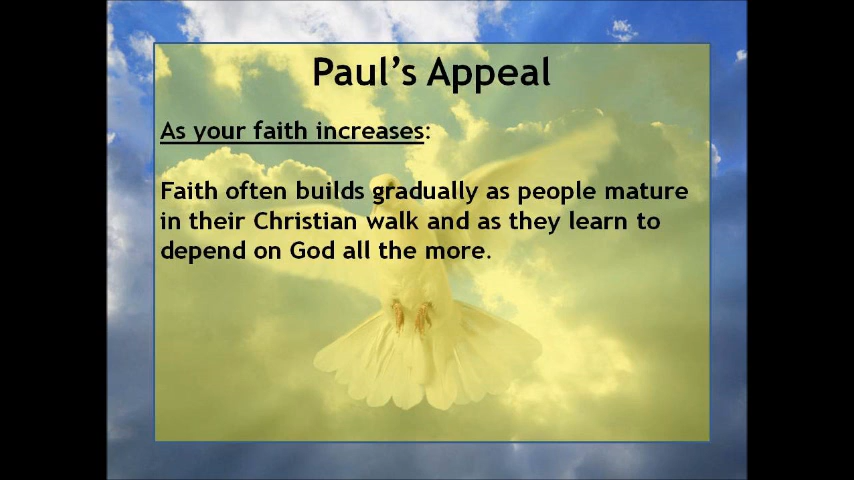 Paul’s Appeal
As your faith increases:
Faith often builds gradually as people mature
in their Christian walk and as they learn to
depend on God all the more.